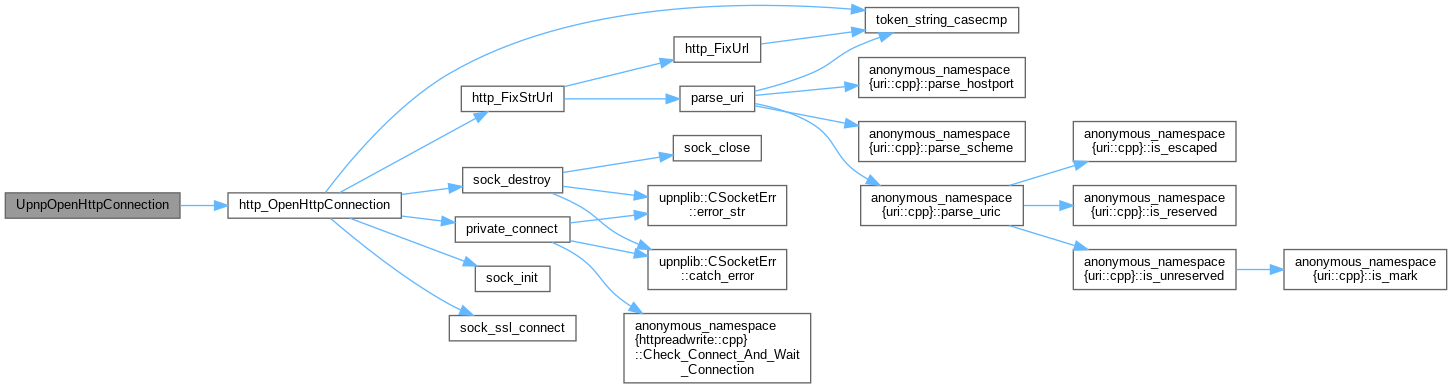 UpnpOpenHttpConnection
http_OpenHttpConnection
http_FixStrUrl
sock_destroy
private_connect
sock_init
sock_ssl_connect
http_FixUrl
parse_uri
sock_close
upnplib::CSocketErr
::error_str
upnplib::CSocketErr
::catch_error
anonymous_namespace
{httpreadwrite::cpp}
::Check_Connect_And_Wait
_Connection
token_string_casecmp
anonymous_namespace
{uri::cpp}::parse_hostport
anonymous_namespace
{uri::cpp}::parse_scheme
anonymous_namespace
{uri::cpp}::parse_uric
anonymous_namespace
{uri::cpp}::is_escaped
anonymous_namespace
{uri::cpp}::is_reserved
anonymous_namespace
{uri::cpp}::is_unreserved
anonymous_namespace
{uri::cpp}::is_mark